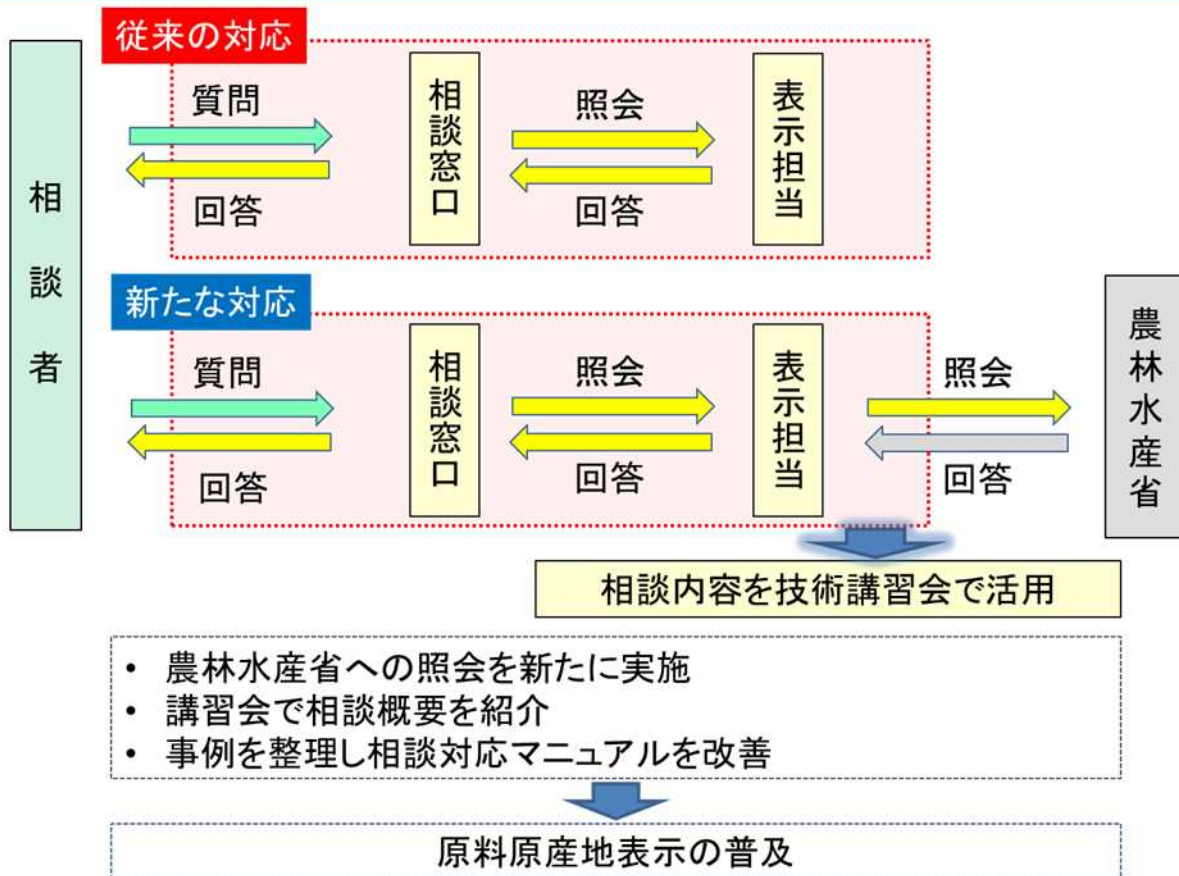 従来の対応
質問
回答
相談窓口
照会
回答
表示担当
相談者
新たな対応
質問
回答
相談窓口
照会
回答
表示担当
照会
回答
農林水産省
相談内容を技術講習会で活用
• 農林水産省への照会を新たに実施
• 講習会で相談概要を紹介
• 事例を整理し相談対応マニュアルを改善
原料原産地表示の普及